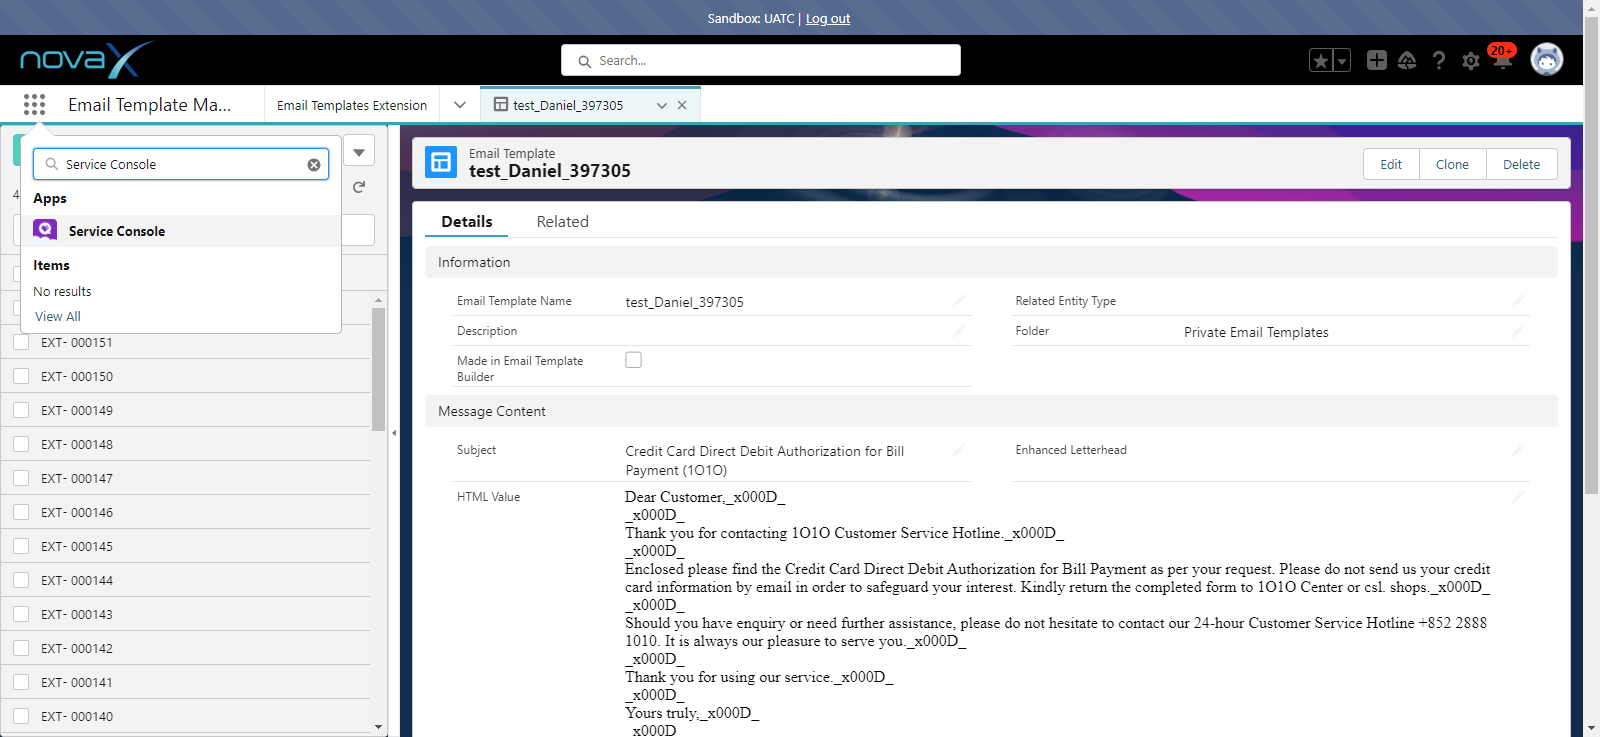 Sandbox: UATC | Log out
novaX
Search...
20+
Email Template Ma...
Email Templates Extension
test_Daniel_397305
Service Console
Apps
Service Console
Items
No results
View All
EXT- 000151
EXT- 000150
EXT- 000149
EXT- 000148
EXT- 000147
EXT- 000146
EXT- 000145
EXT- 000144
EXT- 000143
EXT- 000142
EXT- 000141
EXT- 000140
Email Template
test_Daniel_397305
Edit
Clone
Delete
Details
Related
Information
Email Template Name
test_Daniel_397305
Related Entity Type
Description
Folder
Private Email Templates
Made in Email Template
Builder
Message Content
Subject
Credit Card Direct Debit Authorization for Bill
Payment (1O1O)
Enhanced Letterhead
HTML Value
Dear Customer,_x000D_
_x000D_
Thank you for contacting 1O1O Customer Service Hotline._x000D_
_x000D_
Enclosed please find the Credit Card Direct Debit Authorization for Bill Payment as per your request. Please do not send us your credit
card information by email in order to safeguard your interest. Kindly return the completed form to 1O1O Center or csl. shops._x000D_
_x000D_
Should you have enquiry or need further assistance, please do not hesitate to contact our 24-hour Customer Service Hotline +852 2888
1010. It is always our pleasure to serve you._x000D_
_x000D_
Thank you for using our service._x000D_
_x000D_
Yours truly,_x000D_
_x000D_